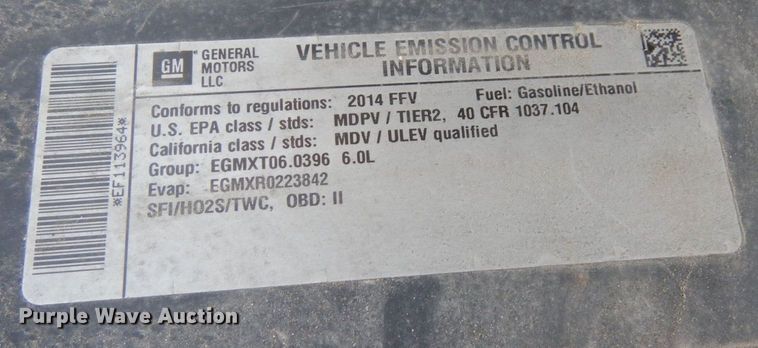 GM
GENERAL
MOTORS
LLC
VEHICLE EMISSION CONTROL
INFORMATION
*EF113964*
Conforms to regulations: 2014 FFV Fuel: Gasoline/Ethanol
U.S. EPA class / stds: MDPV / TIER2, 40 CFR 1037.104
California class / stds: MDV / ULEV qualified
Group: EGMXT06.0396 6.0L
Evap: EGMXR0223842
SFI/HO2S/TWC, OBD: II
Purple Wave Auction